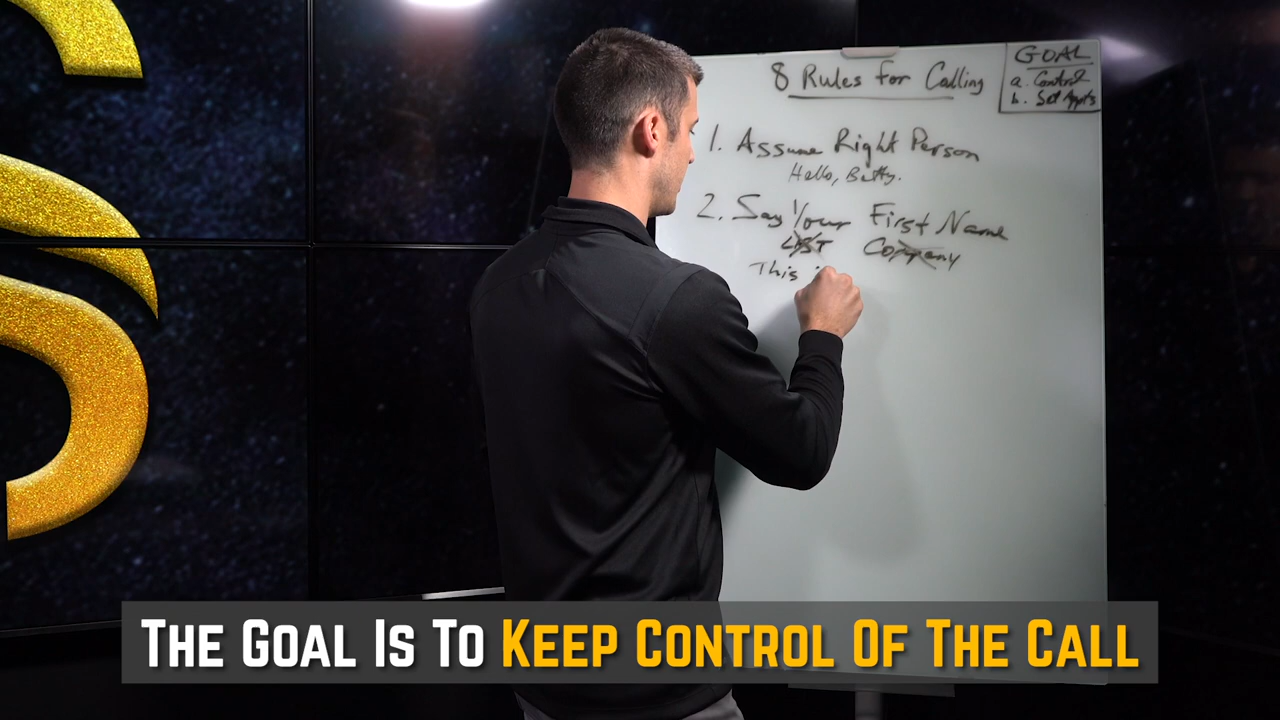 8 Rules for Calling
GOAL
a. Control
b. Set Appts
1. Assume Right Person
Hello, Betty.
2. Say Your First Name
LAST Company
This i
THE GOAL IS TO KEEP CONTROL OF THE CALL